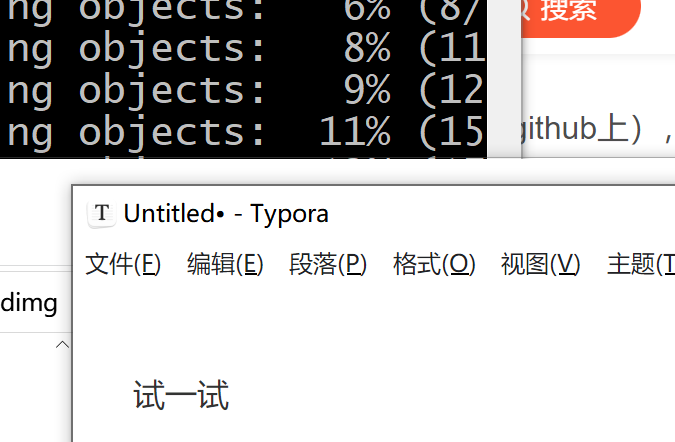 ng objects: 6% (8/
搜索
ng objects: 8% (11
ng objects: 9% (12
ng objects: 11% (15
github上），
Untitled• - Typora
文件(F) 编辑(E) 段落(P) 格式(O) 视图(V) 主题(T
dimg
试一试